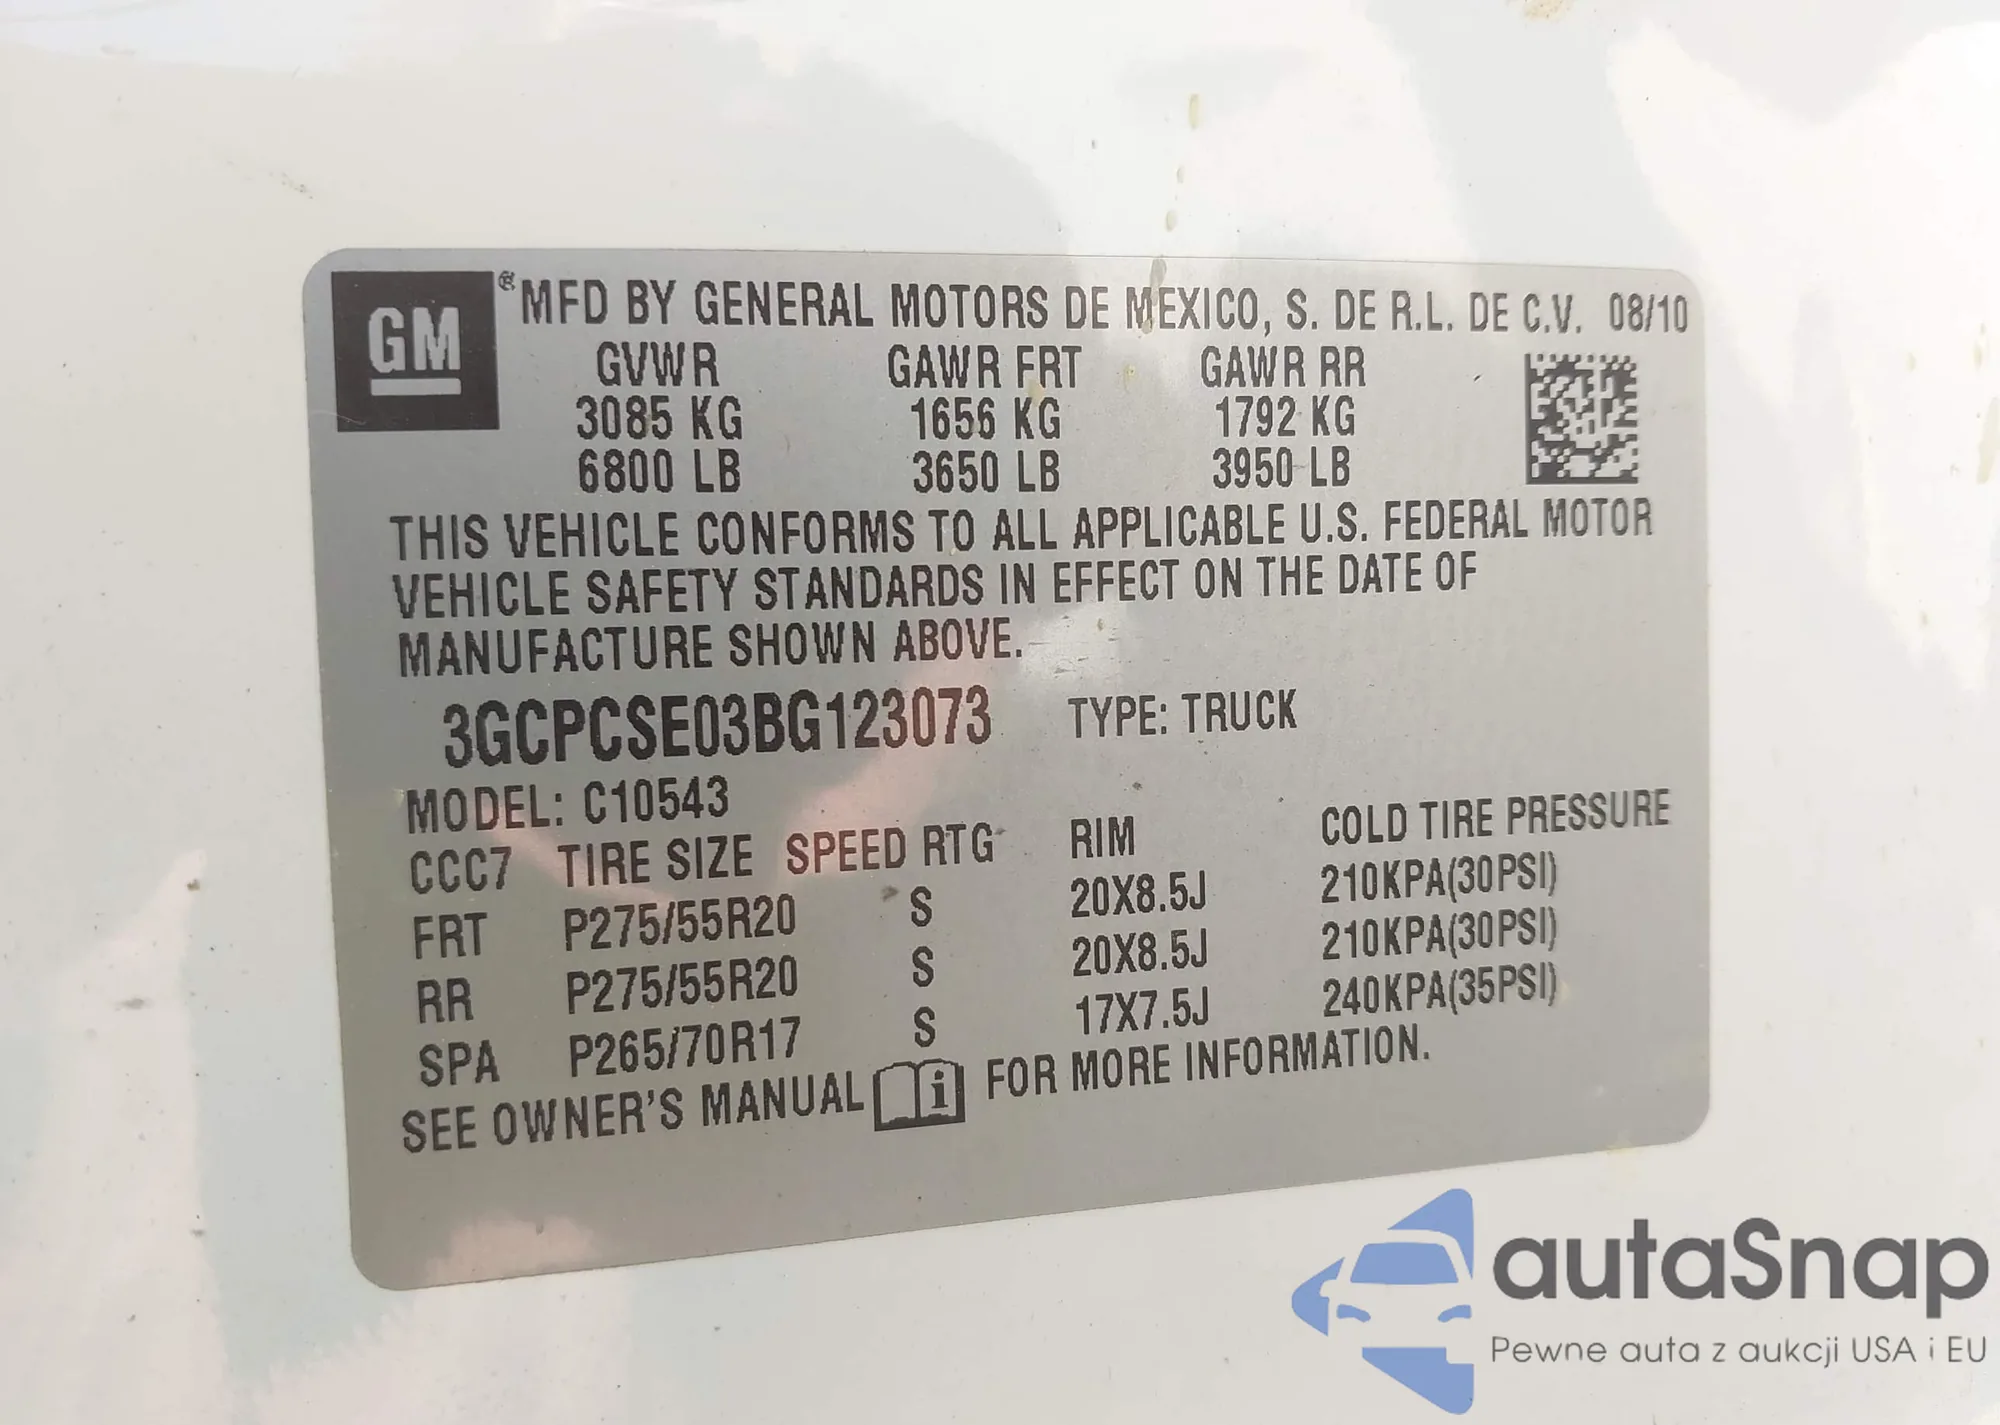 GM ® MFD BY GENERAL MOTORS DE MEXICO, S. DE R.L. DE C.V. 08/10
GVWR GAWR FRT GAWR RR
3085 KG 1656 KG 1792 KG
6800 LB 3650 LB 3950 LB
THIS VEHICLE CONFORMS TO ALL APPLICABLE U.S. FEDERAL MOTOR
VEHICLE SAFETY STANDARDS IN EFFECT ON THE DATE OF
MANUFACTURE SHOWN ABOVE.
3GCPCSE03BG123073 TYPE: TRUCK
MODEL: C10543
CCC7 TIRE SIZE SPEED RTG RIM COLD TIRE PRESSURE
FRT P275/55R20 S 20X8.5J 210KPA(30PSI)
RR P275/55R20 S 20X8.5J 210KPA(30PSI)
SPA P265/70R17 S 17X7.5J 240KPA(35PSI)
SEE OWNER'S MANUAL i FOR MORE INFORMATION.
autaSnap
Pewne auta z aukcji USA i EU